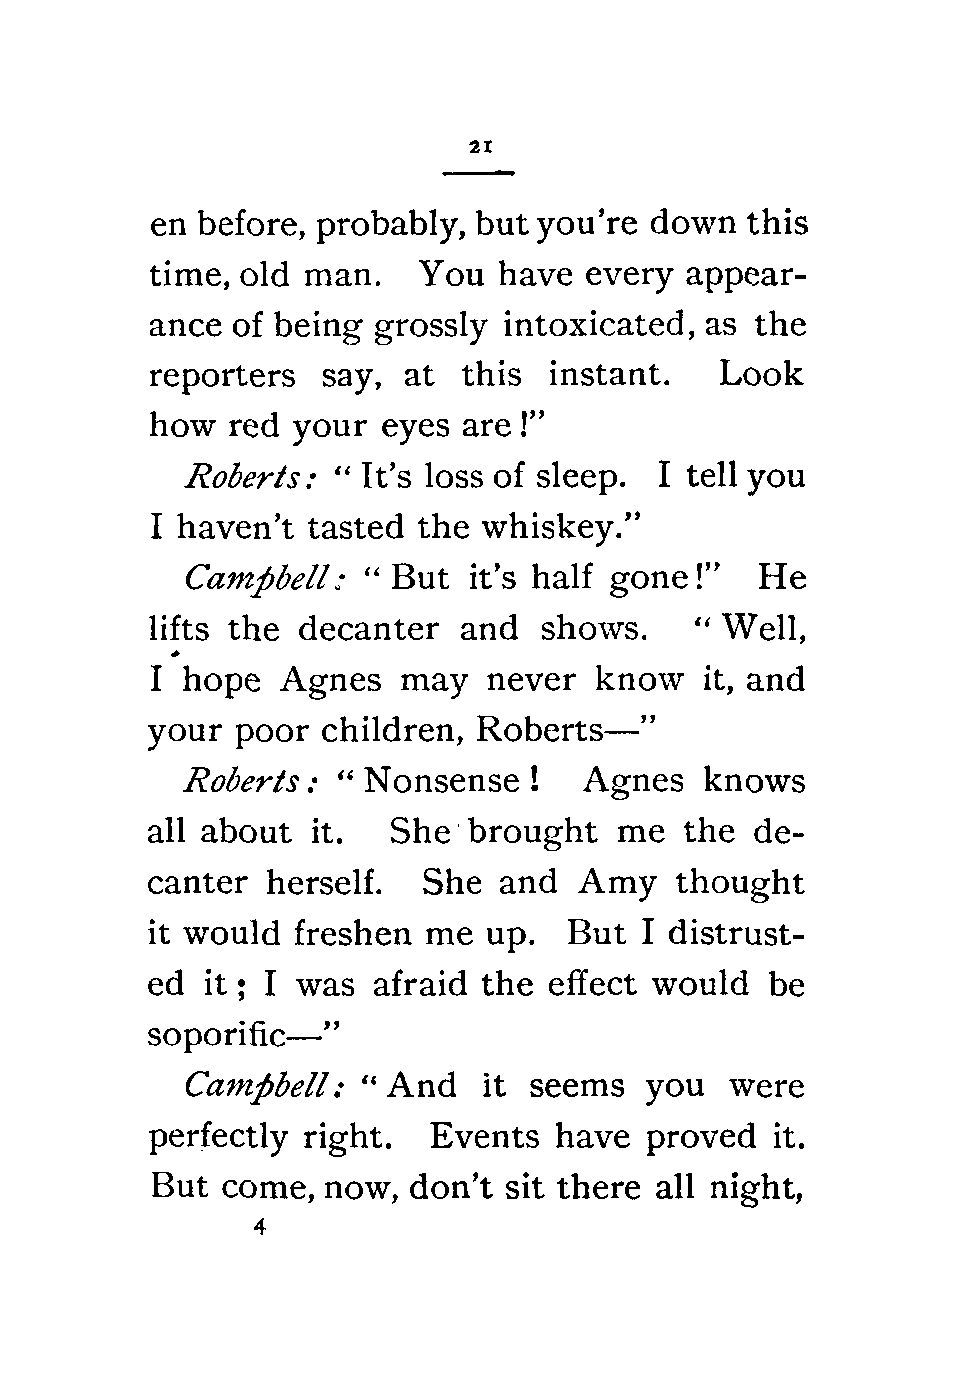 21
en before, probably, but you're down this
time, old man. You have every appear-
ance of being grossly intoxicated, as the
reporters say, at this instant. Look
how red your eyes are!"
Roberts: "It's loss of sleep. I tell you
I haven't tasted the whiskey."
Campbell: "But it's half gone!" He
lifts the decanter and shows. "Well,
I hope Agnes may never know it, and
your poor children, Roberts—"
Roberts: "Nonsense! Agnes knows
all about it. She brought me the de-
canter herself. She and Amy thought
it would freshen me up. But I distrust-
ed it; I was afraid the effect would be
soporific—"
Campbell: "And it seems you were
perfectly right. Events have proved it.
But come, now, don't sit there all night,
4